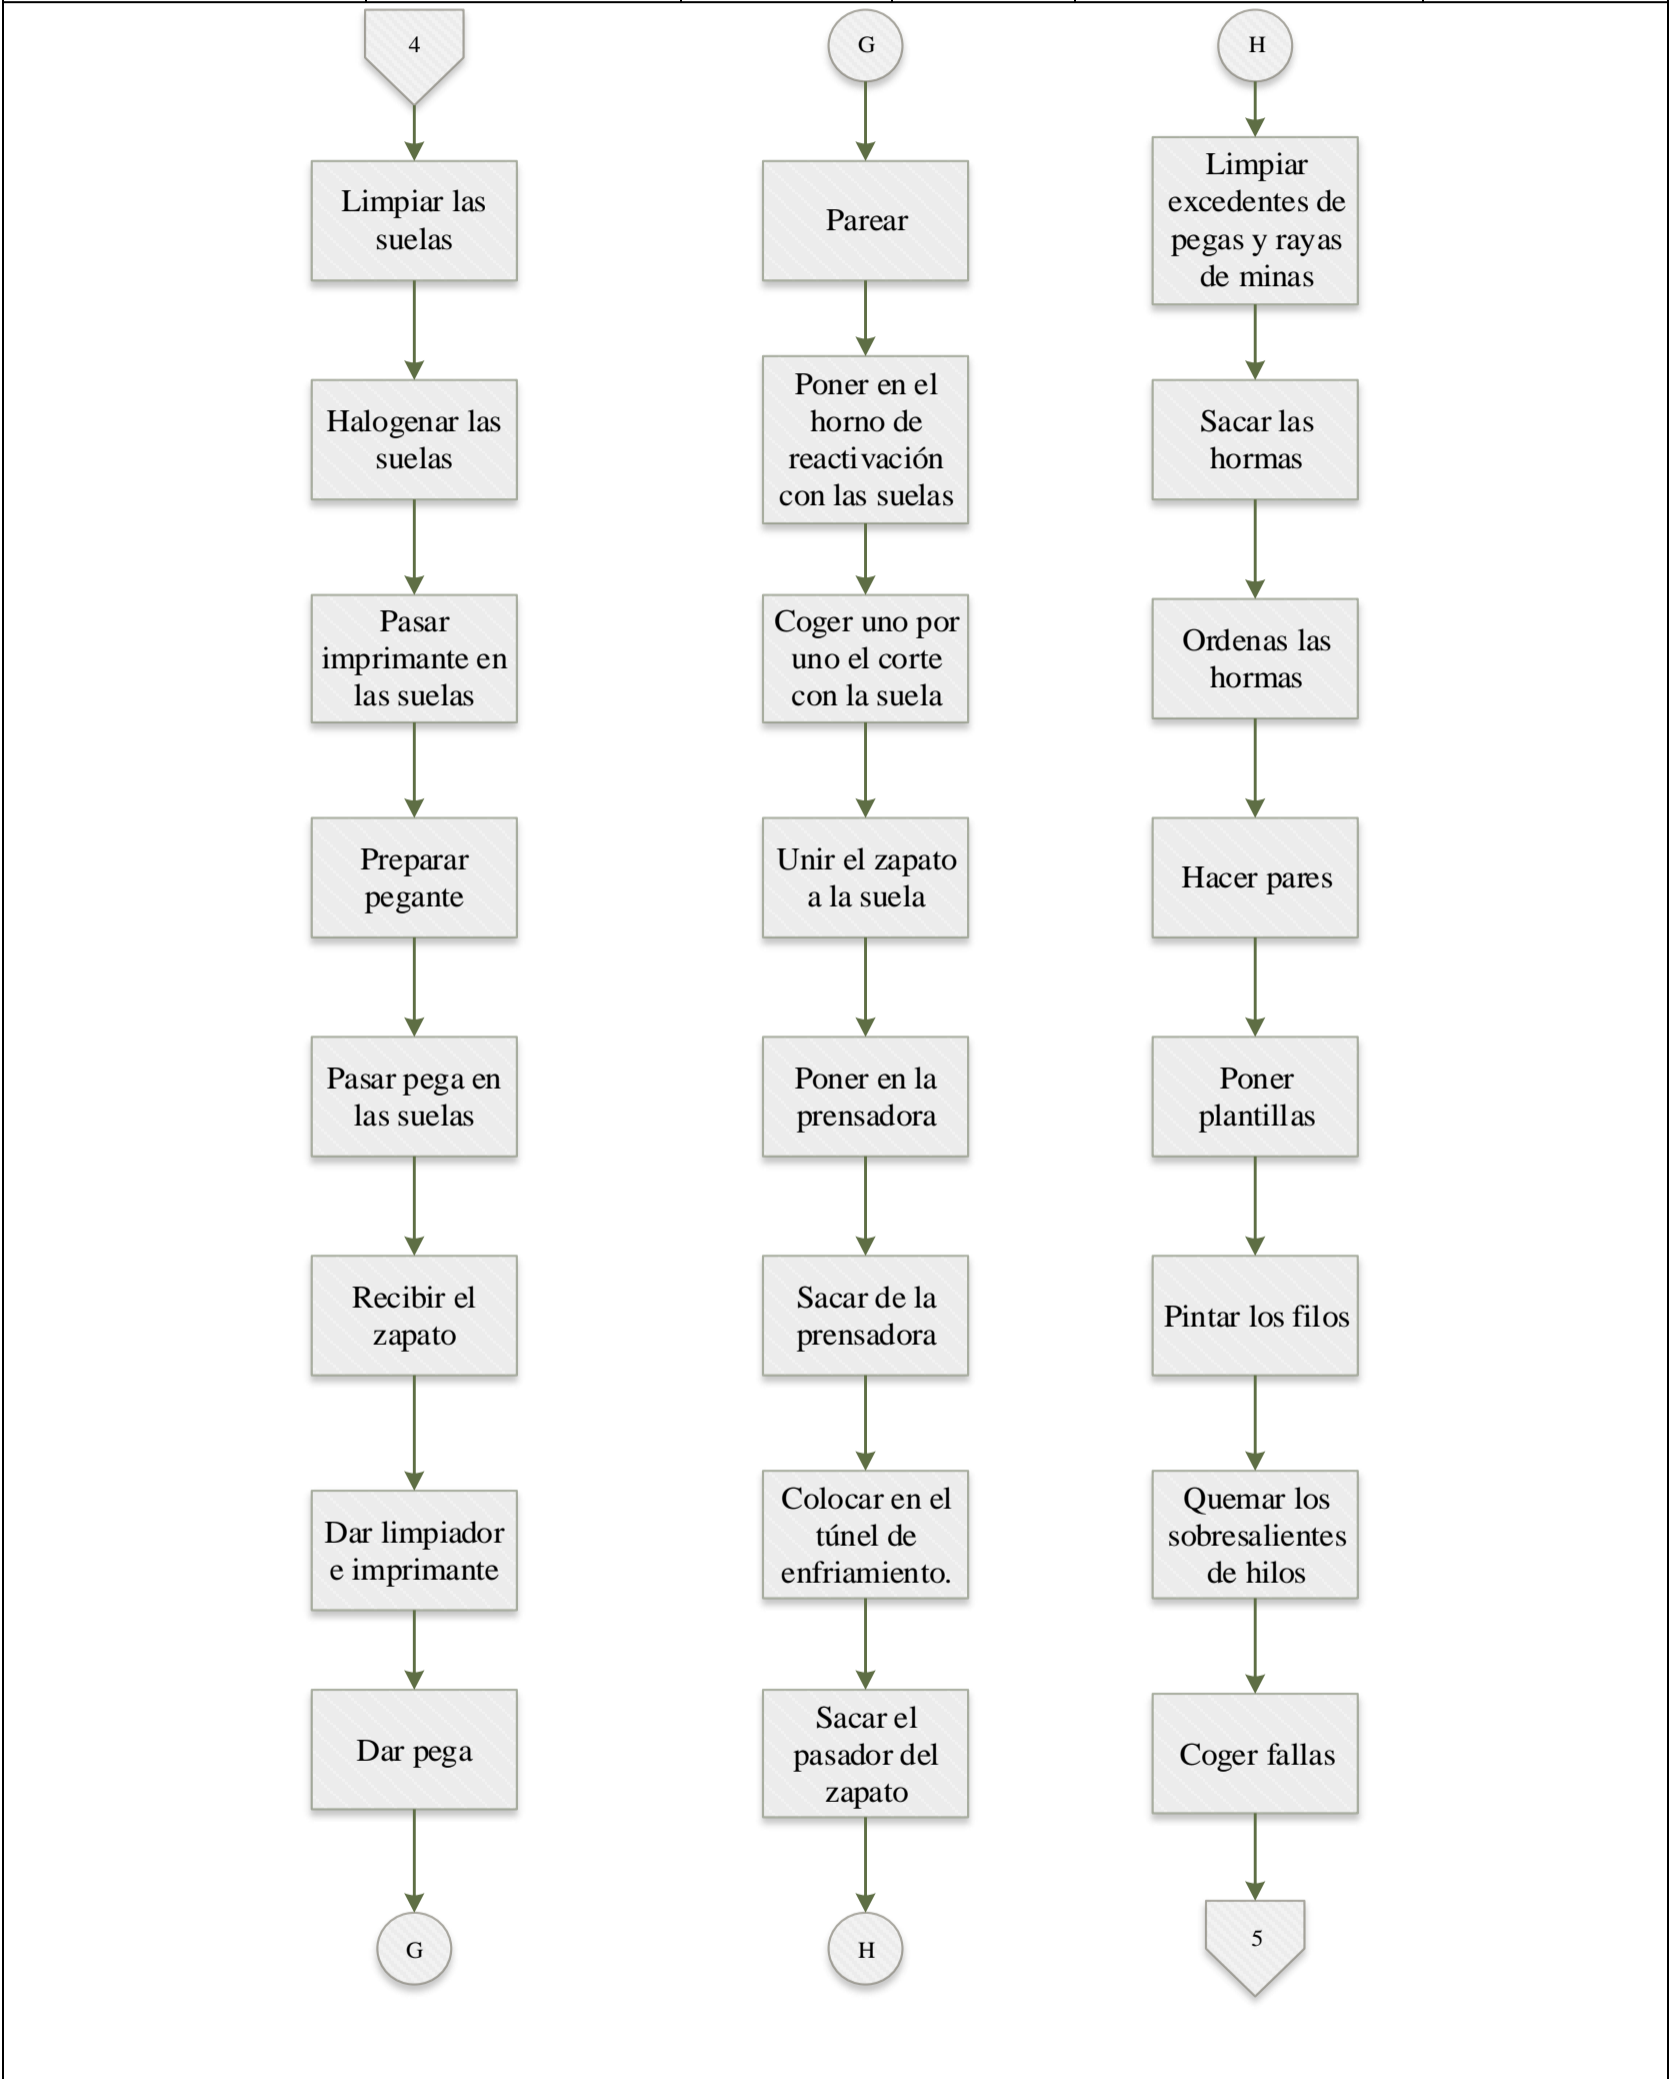 4
Limpiar las
suelas
Halogenar las
suelas
Pasar
imprimante en
las suelas
Preparar
pegante
Pasar pega en
las suelas
Recibir el
zapato
Dar limpiador
e imprimante
Dar pega
G
G
Parear
Poner en el
horno de
reactivación
con las suelas
Coger uno por
uno el corte
con la suela
Unir el zapato
a la suela
Poner en la
prensadora
Sacar de la
prensadora
Colocar en el
túnel de
enfriamiento.
Sacar el
pasador del
zapato
H
H
Limpiar
excedentes de
pegas y rayas
de minas
Sacar las
hormas
Ordenas las
hormas
Hacer pares
Poner
plantillas
Pintar los filos
Quemar los
sobresalientes
de hilos
Coger fallas
5